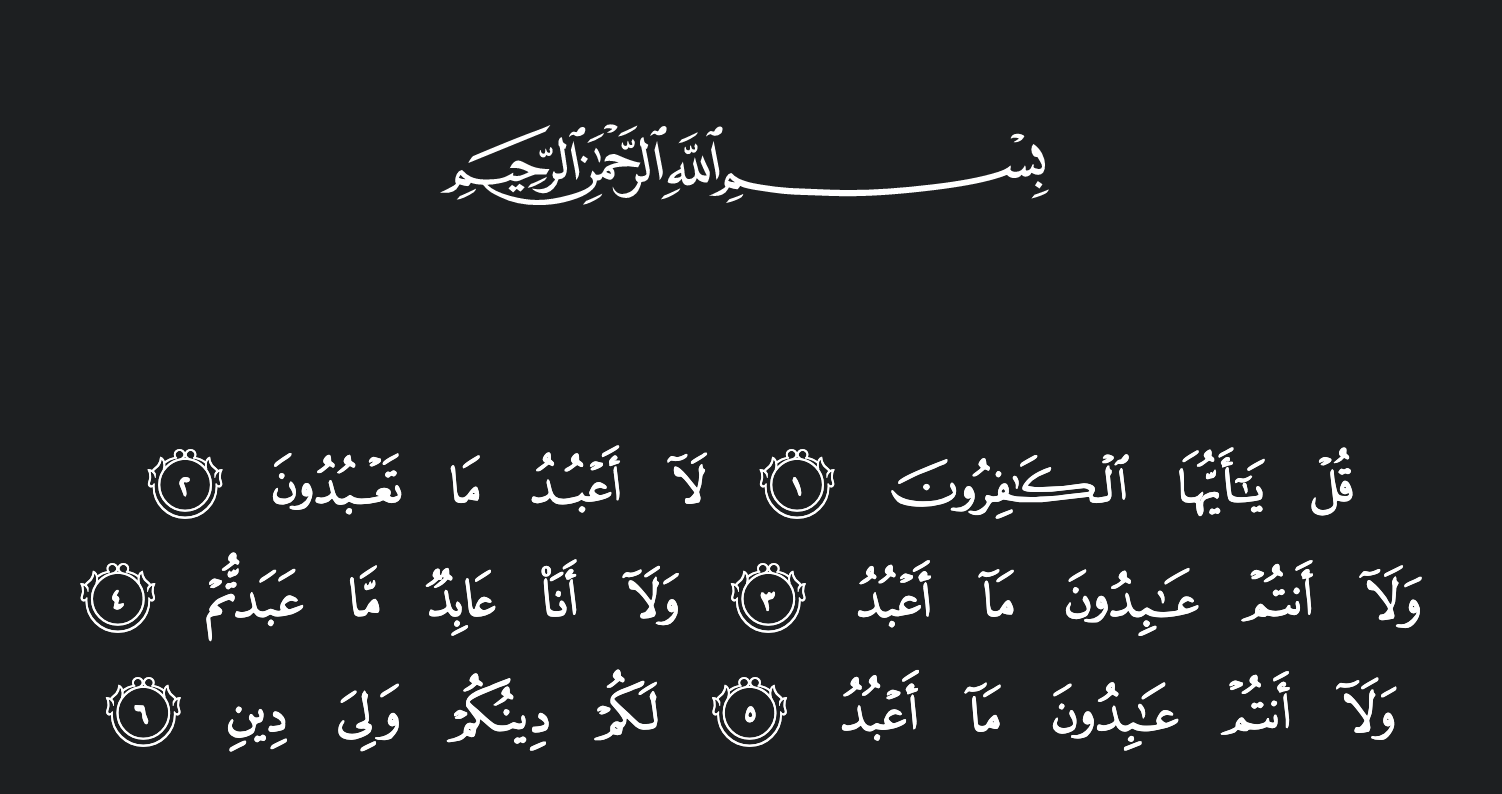 بِسْمِ ٱللَّهِ ٱلرَّحْمَٰنِ ٱلرَّحِيمِ
قُلْ يَـٰٓأَيُّهَا ٱلْكَـٰفِرُونَ ١ لَآ أَعْبُدُ مَا تَعْبُدُونَ ٢
وَلَآ أَنتُمْ عَـٰبِدُونَ مَآ أَعْبُدُ ٣ وَلَآ أَنَا۠ عَابِدٌ مَّا عَبَدتُّمْ ٤
وَلَآ أَنتُمْ عَـٰبِدُونَ مَآ أَعْبُدُ ٥ لَكُمْ دِينُكُمْ وَلِىَ دِينِ ٦